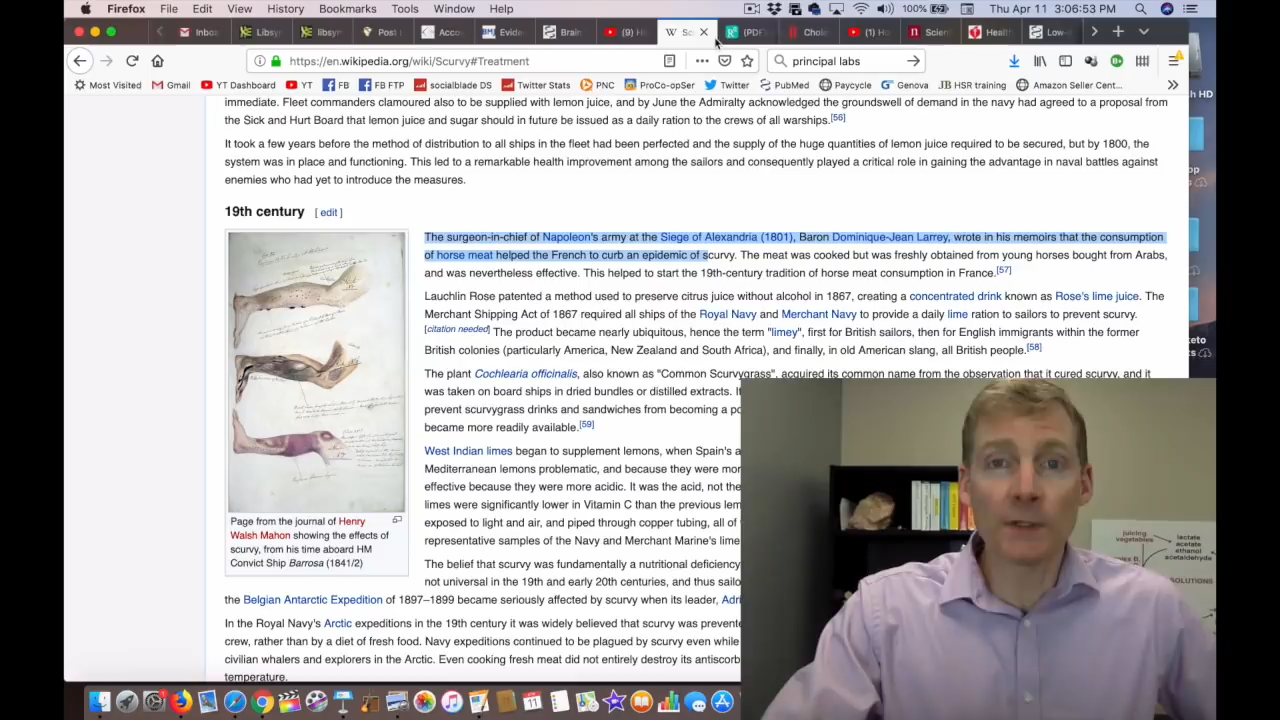 Firefox File Edit View History Bookmarks Tools Window Help 100% Thu Apr 11 3:06:53 PM
Inbo Libsy libsy Post Acco Evide Brain (9) H W Sc (PDF Chole (1) Ho Scien Health Low-
https://en.wikipedia.org/wiki/Scurvy#Treatment principal labs
Most Visited Gmail YT Dashboard YT FB FB FTP socialblade DS Twitter Stats PNC ProCo-opSer Twitter PubMed Paycycle Genova HSR training Amazon Seller Cent...
immediate. Fleet commanders clamoured also to be supplied with lemon juice, and by June the Admiralty acknowledged the groundswell of demand in the navy had agreed to a proposal from
the Sick and Hurt Board that lemon juice and sugar should in future be issued as a daily ration to the crews of all warships.[56]
It took a few years before the method of distribution to all ships in the fleet had been perfected and the supply of the huge quantities of lemon juice required to be secured, but by 1800, the
system was in place and functioning. This led to a remarkable health improvement among the sailors and consequently played a critical role in gaining the advantage in naval battles against
enemies who had yet to introduce the measures.
19th century [ edit ]
The surgeon-in-chief of Napoleon's army at the Siege of Alexandria (1801), Baron Dominique-Jean Larrey, wrote in his memoirs that the consumption
of horse meat helped the French to curb an epidemic of scurvy. The meat was cooked but was freshly obtained from young horses bought from Arabs,
and was nevertheless effective. This helped to start the 19th-century tradition of horse meat consumption in France.[57]
Lauchlin Rose patented a method used to preserve citrus juice without alcohol in 1867, creating a concentrated drink known as Rose's lime juice. The
Merchant Shipping Act of 1867 required all ships of the Royal Navy and Merchant Navy to provide a daily lime ration to sailors to prevent scurvy.
[citation needed] The product became nearly ubiquitous, hence the term "limey", first for British sailors, then for English immigrants within the former
British colonies (particularly America, New Zealand and South Africa), and finally, in old American slang, all British people.[58]
The plant Cochlearia officinalis, also known as "Common Scurvygrass", acquired its common name from the observation that it cured scurvy, and it
was taken on board ships in dried bundles or distilled extracts. I
prevent scurvygrass drinks and sandwiches from becoming a po
became more readily available.[59]
West Indian limes began to supplement lemons, when Spain's a
Mediterranean lemons problematic, and because they were mor
effective because they were more acidic. It was the acid, not the
limes were significantly lower in Vitamin C than the previous lem
exposed to light and air, and piped through copper tubing, all of
representative samples of the Navy and Merchant Marine's lime
Page from the journal of Henry
Walsh Mahon showing the effects of
scurvy, from his time aboard HM
Convict Ship Barrosa (1841/2)
The belief that scurvy was fundamentally a nutritional deficiency
not universal in the 19th and early 20th centuries, and thus sailo
the Belgian Antarctic Expedition of 1897–1899 became seriously affected by scurvy when its leader, Adri
In the Royal Navy's Arctic expeditions in the 19th century it was widely believed that scurvy was prevente
crew, rather than by a diet of fresh food. Navy expeditions continued to be plagued by scurvy even while
civilian whalers and explorers in the Arctic. Even cooking fresh meat did not entirely destroy its antiscorb
temperature.
juicing
vegetables
lactate
acetate
ethanol
acetaldehyde
SOLUTIONS